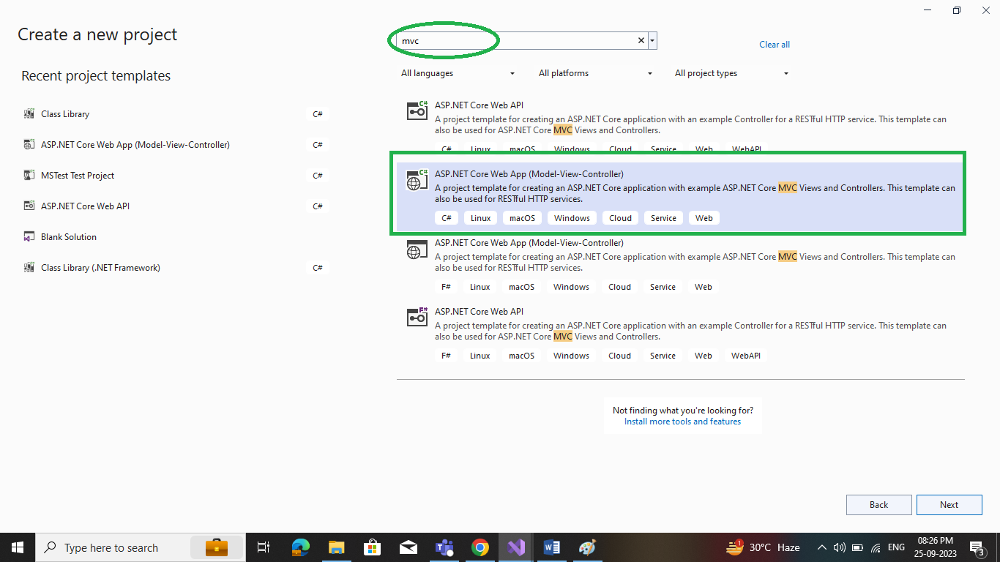 Create a new project
mvc
Clear all
Recent project templates
All languages
All platforms
All project types
Class Library
C#
ASP.NET Core Web App (Model-View-Controller)
C#
MSTest Test Project
C#
ASP.NET Core Web API
C#
Blank Solution
Class Library (.NET Framework)
C#
C#
ASP.NET Core Web API
A project template for creating an ASP.NET Core application with an example Controller for a RESTful HTTP service. This template can
also be used for ASP.NET Core MVC Views and Controllers.
C# Linux macOS Windows Cloud Service Web WebAPI
C#
ASP.NET Core Web App (Model-View-Controller)
A project template for creating an ASP.NET Core application with example ASP.NET Core MVC Views and Controllers. This template can
also be used for RESTful HTTP services.
C# Linux macOS Windows Cloud Service Web
ASP.NET Core Web App (Model-View-Controller)
A project template for creating an ASP.NET Core application with example ASP.NET Core MVC Views and Controllers. This template can
also be used for RESTful HTTP services.
F# Linux macOS Windows Cloud Service Web
F#
ASP.NET Core Web API
A project template for creating an ASP.NET Core application with an example Controller for a RESTful HTTP service. This template can
also be used for ASP.NET Core MVC Views and Controllers.
F# Linux macOS Windows Cloud Service Web WebAPI
Not finding what you're looking for?
Install more tools and features
Back
Next
Type here to search
1
30°C Haze
ENG
08:26 PM
25-09-2023
3